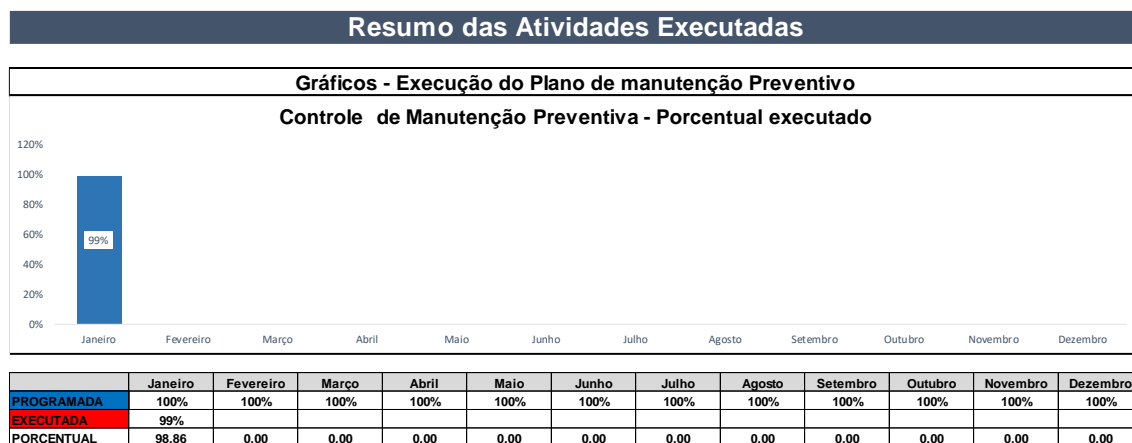 Resumo das Atividades Executadas
Gráficos - Execução do Plano de manutenção Preventivo
Controle de Manutenção Preventiva - Porcentual executado
120%
100%
80%
60%
40%
20%
0%
99%
Janeiro Fevereiro Março Abril Maio Junho Julho Agosto Setembro Outubro Novembro Dezembro
Janeiro Fevereiro Março Abril Maio Junho Julho Agosto Setembro Outubro Novembro Dezembro
PROGRAMADA 100% 100% 100% 100% 100% 100% 100% 100% 100% 100% 100% 100%
EXECUTADA 99%
PORCENTUAL 98.86 0.00 0.00 0.00 0.00 0.00 0.00 0.00 0.00 0.00 0.00 0.00